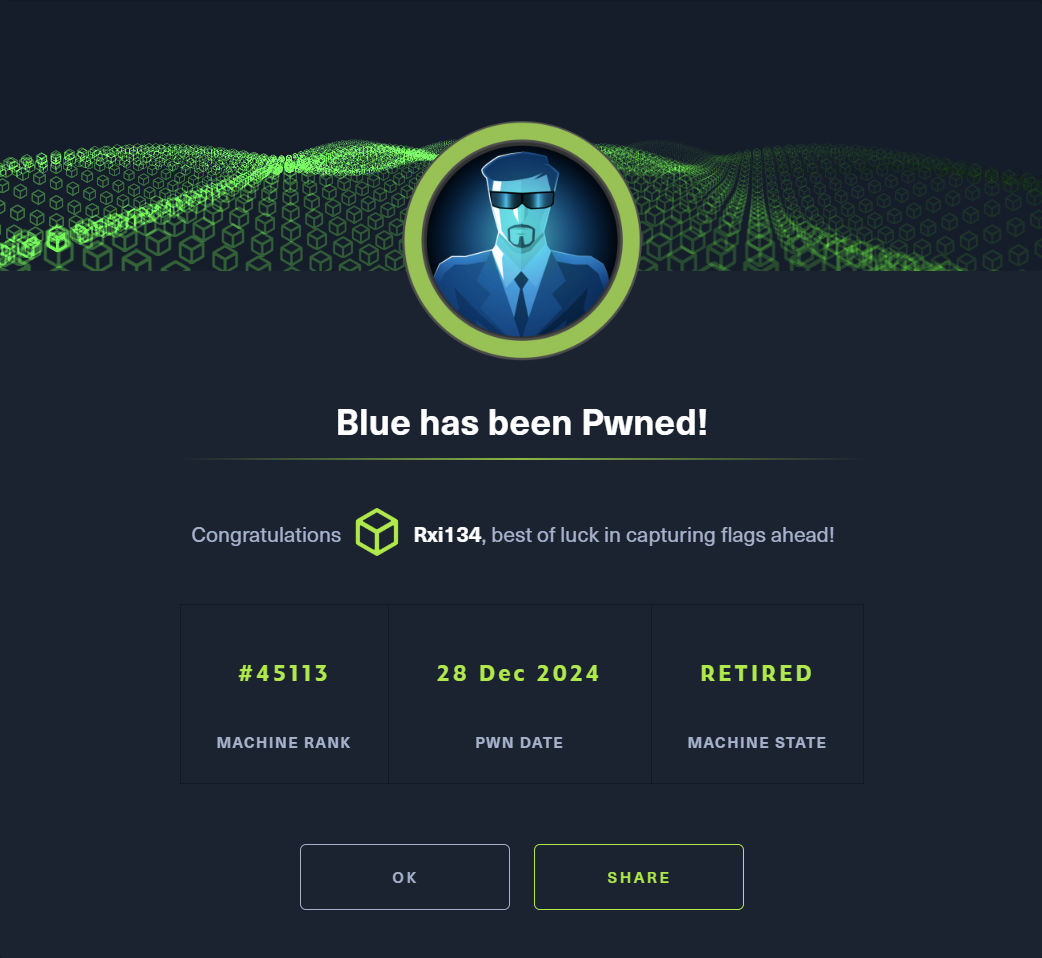 Blue has been Pwned!
Congratulations Rxi134, best of luck in capturing flags ahead!
#45113 28 Dec 2024 RETIRED
MACHINE RANK PWN DATE MACHINE STATE
OK SHARE